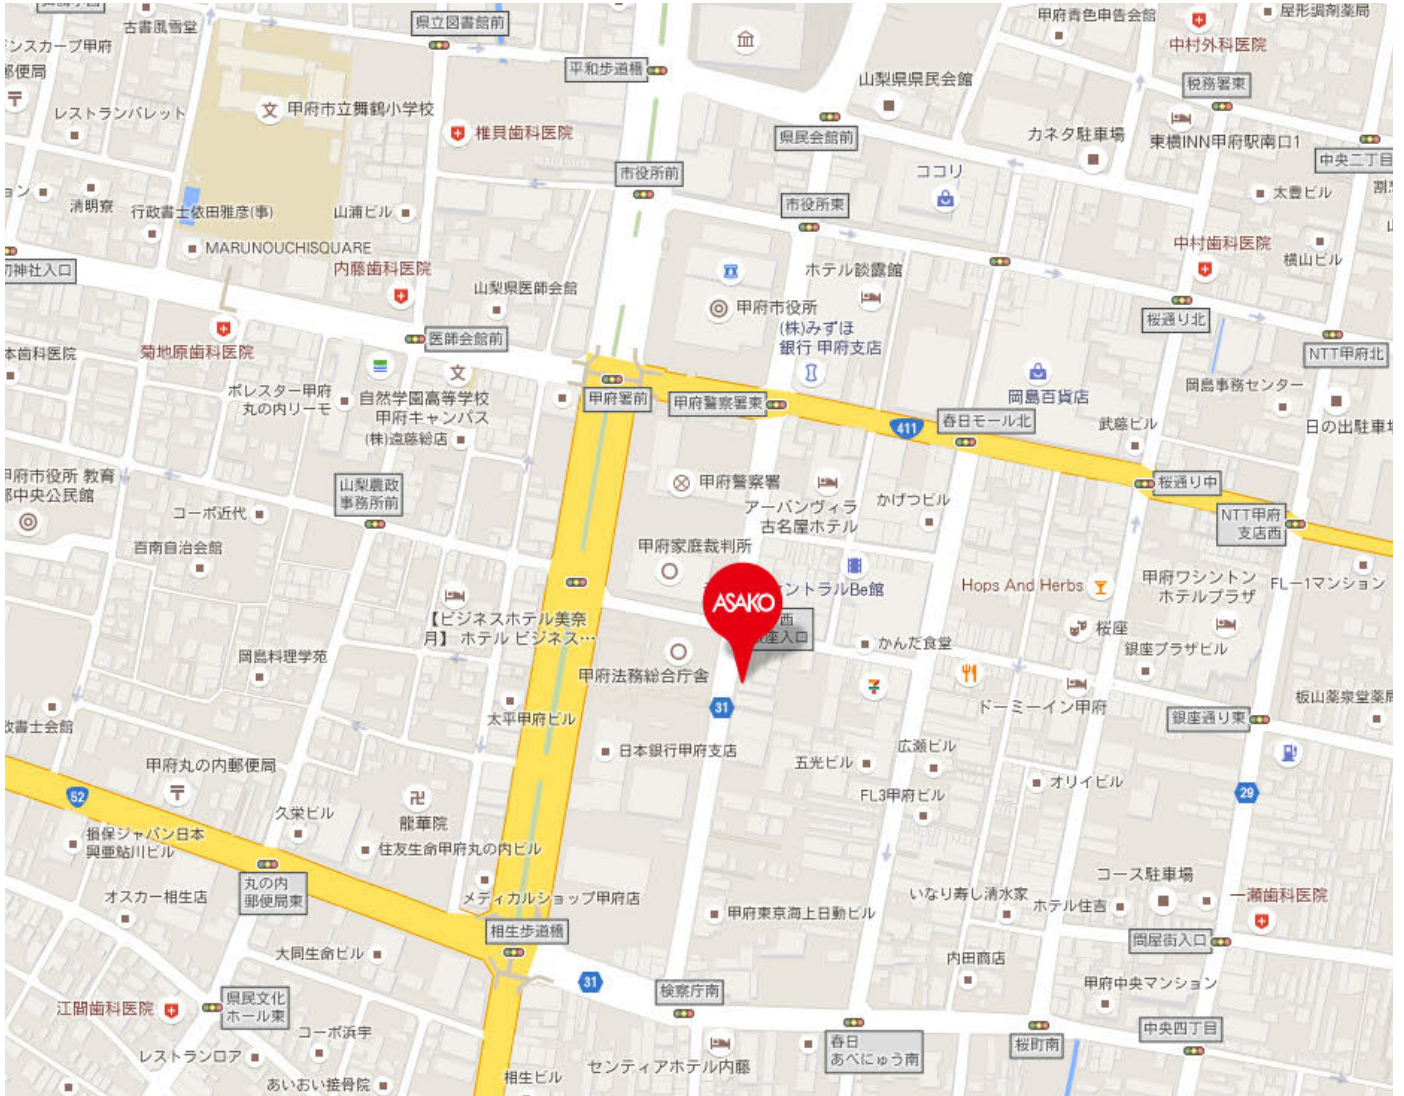 古書風雪堂
県立図書館前
甲府青色申告会館
屋形調剤薬局
ンスカープ甲府
郵便局
平和歩道橋
中村外科医院
レストランパレット
甲府市立舞鶴小学校
椎貝歯科医院
山梨県県民会館
税務署東
県民会館前
カネタ駐車場
東横INN甲府駅南口1
中央二丁目
ョン
清明寮
市役所前
ココリ
太豊ビル
行政書士依田雅彦(事)
山浦ビル
市役所東
MARUNOUCHISQUARE
中村歯科医院
横山ビル
刀神社入口
内藤歯科医院
ホテル談露館
山梨県医師会館
甲府市役所
(株)みずほ
銀行 甲府支店
桜通り北
医師会館前
菊地原歯科医院
本歯科医院
NTT甲府北
ポレスター甲府
丸の内リーモ
自然学園高等学校
甲府キャンパス
甲府署前
甲府警察署東
岡島百貨店
岡島事務センター
411
春日モール北
武藤ビル
日の出駐車場
(株)遠藤総店
甲府市役所 教育
部中央公民館
山梨農政
事務所前
甲府警察署
アーバンヴィラ
古名屋ホテル
かげつビル
桜通り中
NTT甲府
支店西
コーポ近代
百南自治会館
甲府家庭裁判所
ントラルBe館
Hops And Herbs
甲府ワシントン
ホテルプラザ
FL－1マンション
ASAKO
【ビジネスホテル美奈
月】 ホテル ビジネス…
西
座入口
かんだ食堂
桜座
銀座プラザビル
岡島料理学苑
甲府法務総合庁舎
31
ドーミーイン甲府
板山薬泉堂薬局
太平甲府ビル
銀座通り東
政書士会館
日本銀行甲府支店
五光ビル
広瀬ビル
甲府丸の内郵便局
オリイビル
52
FL3甲府ビル
29
久栄ビル
龍華院
損保ジャパン日本
興亜鮎川ビル
住友生命甲府丸の内ビル
丸の内
郵便局東
コース駐車場
オスカー相生店
メディカルショップ甲府店
いなり寿し清水家
ホテル住吉
一瀬歯科医院
甲府東京海上日動ビル
相生歩道橋
問屋街入口
大同生命ビル
内田商店
31
検察庁南
甲府中央マンション
江間歯科医院
県民文化
ホール東
コーポ浜宇
中央四丁目
レストランロア
センティアホテル内藤
春日
あべにゅう南
桜町南
あいおい接骨院
相生ビル